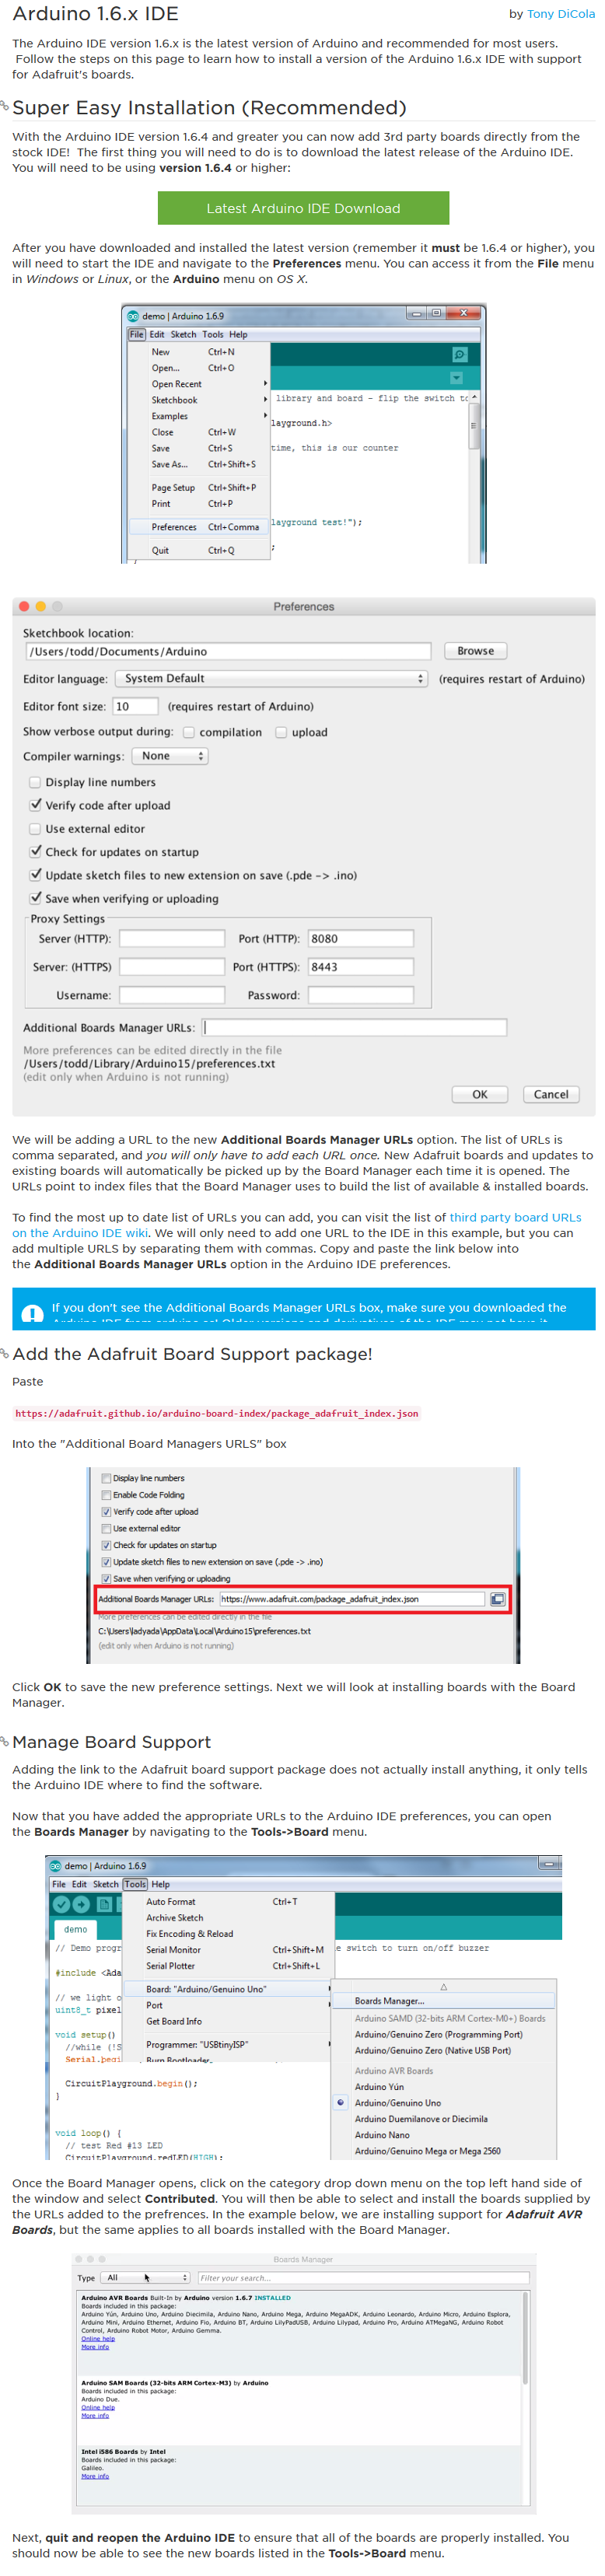 Arduino 1.6.x IDE
by Tony DiCola
The Arduino IDE version 1.6.x is the latest version of Arduino and recommended for most users.
Follow the steps on this page to learn how to install a version of the Arduino 1.6.x IDE with support
for Adafruit's boards.
Super Easy Installation (Recommended)
With the Arduino IDE version 1.6.4 and greater you can now add 3rd party boards directly from the
stock IDE! The first thing you will need to do is to download the latest release of the Arduino IDE.
You will need to be using version 1.6.4 or higher:
Latest Arduino IDE Download
After you have downloaded and installed the latest version (remember it must be 1.6.4 or higher), you
will need to start the IDE and navigate to the Preferences menu. You can access it from the File menu
in Windows or Linux, or the Arduino menu on OS X.
demo | Arduino 1.6.9
File Edit Sketch Tools Help
New Ctrl+N
Open... Ctrl+O
Open Recent
Sketchbook library and board - flip the switch to
Examples
layground.h>
Close Ctrl+W
Save Ctrl+S time, this is our counter
Save As... Ctrl+Shift+S
Page Setup Ctrl+Shift+P
Print Ctrl+P
Preferences Ctrl+Comma layground test!");
Quit Ctrl+Q ;
Preferences
Sketchbook location:
/Users/todd/Documents/Arduino Browse
Editor language: System Default (requires restart of Arduino)
Editor font size: 10 (requires restart of Arduino)
Show verbose output during: compilation upload
Compiler warnings: None
Display line numbers
Verify code after upload
Use external editor
Check for updates on startup
Update sketch files to new extension on save (.pde -> .ino)
Save when verifying or uploading
Proxy Settings
Server (HTTP): Port (HTTP): 8080
Server: (HTTPS) Port (HTTPS): 8443
Username: Password:
Additional Boards Manager URLs:
More preferences can be edited directly in the file
/Users/todd/Library/Arduino15/preferences.txt
(edit only when Arduino is not running)
OK Cancel
We will be adding a URL to the new Additional Boards Manager URLs option. The list of URLs is
comma separated, and you will only have to add each URL once. New Adafruit boards and updates to
existing boards will automatically be picked up by the Board Manager each time it is opened. The
URLs point to index files that the Board Manager uses to build the list of available & installed boards.
To find the most up to date list of URLs you can add, you can visit the list of third party board URLs
on the Arduino IDE wiki. We will only need to add one URL to the IDE in this example, but you can
add multiple URLS by separating them with commas. Copy and paste the link below into
the Additional Boards Manager URLs option in the Arduino IDE preferences.
If you don't see the Additional Boards Manager URLs box, make sure you downloaded the
Add the Adafruit Board Support package!
Paste
https://adafruit.github.io/arduino-board-index/package_adafruit_index.json
Into the "Additional Board Managers URLS" box
Display line numbers
Enable Code Folding
Verify code after upload
Use external editor
Check for updates on startup
Update sketch files to new extension on save (.pde -> .ino)
Save when verifying or uploading
Additional Boards Manager URLs: https://www.adafruit.com/package_adafruit_index.json
More preferences can be edited directly in the file
C:\Users\ladyada\AppData\Local\Arduino15\preferences.txt
(edit only when Arduino is not running)
Click OK to save the new preference settings. Next we will look at installing boards with the Board
Manager.
Manage Board Support
Adding the link to the Adafruit board support package does not actually install anything, it only tells
the Arduino IDE where to find the software.
Now that you have added the appropriate URLs to the Arduino IDE preferences, you can open
the Boards Manager by navigating to the Tools->Board menu.
demo | Arduino 1.6.9
File Edit Sketch Tools Help
Auto Format Ctrl+T
Archive Sketch
demo Fix Encoding & Reload
// Demo progr Serial Monitor Ctrl+Shift+M e switch to turn on/off buzzer
Serial Plotter Ctrl+Shift+L
#include <Ada
Board: "Arduino/Genuino Uno"
// we light o Port
uint8_t pixel Get Board Info
void setup() Programmer: "USBtinyISP"
//while (!S
Serial.begi Burn Bootloader
CircuitPlayground.begin();
}
void loop() {
// test Red #13 LED
CircuitPlayground.redLED(HIGH);
Boards Manager...
Arduino SAMD (32-bits ARM Cortex-M0+) Boards
Arduino/Genuino Zero (Programming Port)
Arduino/Genuino Zero (Native USB Port)
Arduino AVR Boards
Arduino Yún
Arduino/Genuino Uno
Arduino Duemilanove or Diecimila
Arduino Nano
Arduino/Genuino Mega or Mega 2560
Once the Board Manager opens, click on the category drop down menu on the top left hand side of
the window and select Contributed. You will then be able to select and install the boards supplied by
the URLs added to the prefrences. In the example below, we are installing support for Adafruit AVR
Boards, but the same applies to all boards installed with the Board Manager.
Boards Manager
Type All Filter your search...
Arduino AVR Boards Built-In by Arduino version 1.6.7 INSTALLED
Boards included in this package:
Arduino Yún, Arduino Uno, Arduino Diecimila, Arduino Nano, Arduino Mega, Arduino MegaADK, Arduino Leonardo, Arduino Micro, Arduino Esplora,
Arduino Mini, Arduino Ethernet, Arduino Fio, Arduino BT, Arduino LilyPadUSB, Arduino Lilypad, Arduino Pro, Arduino ATMegaNG, Arduino Robot
Control, Arduino Robot Motor, Arduino Gemma.
Online help
More info
Arduino SAM Boards (32-bits ARM Cortex-M3) by Arduino
Boards included in this package:
Arduino Due.
Online help
More info
Intel i586 Boards by Intel
Boards included in this package:
Galileo.
More info
Next, quit and reopen the Arduino IDE to ensure that all of the boards are properly installed. You
should now be able to see the new boards listed in the Tools->Board menu.